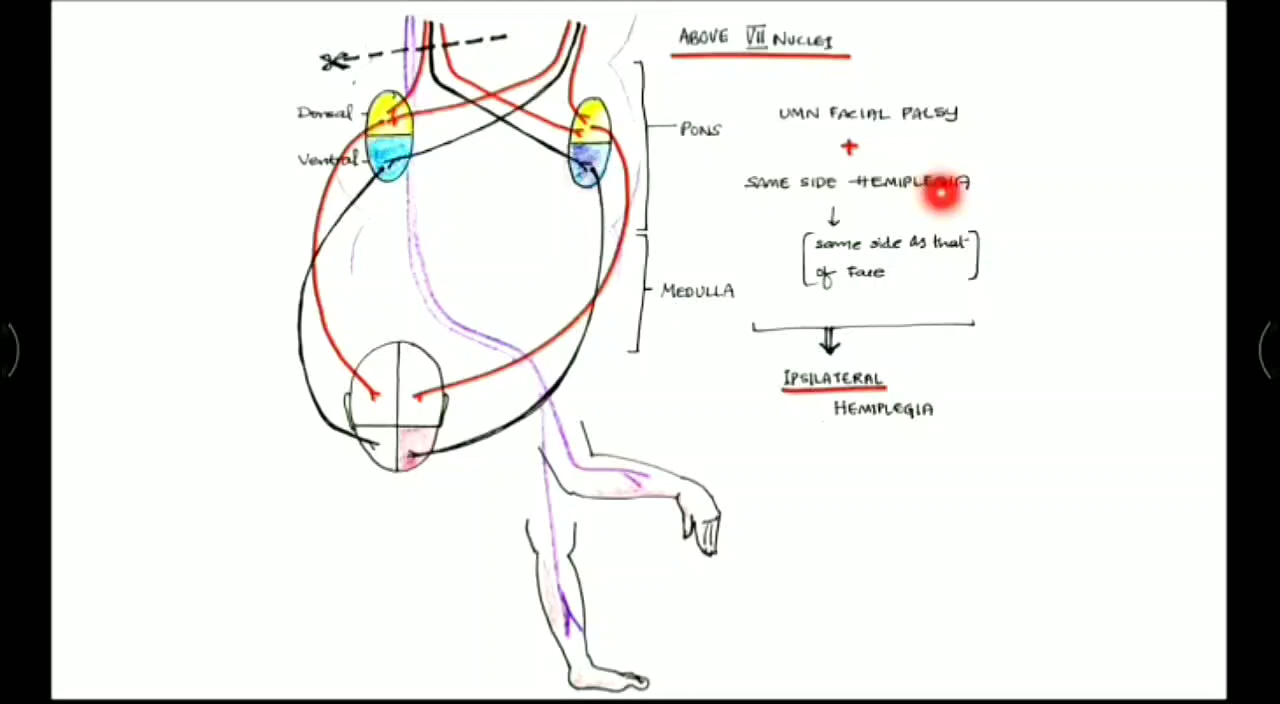 ABOVE VII NUCLEI
Dorsal
Ventral
PONS
MEDULLA
UMN FACIAL PALSY
+
SAME SIDE HEMIPLEGIA
same side as that
of Face
IPSILATERAL
HEMIPLEGIA